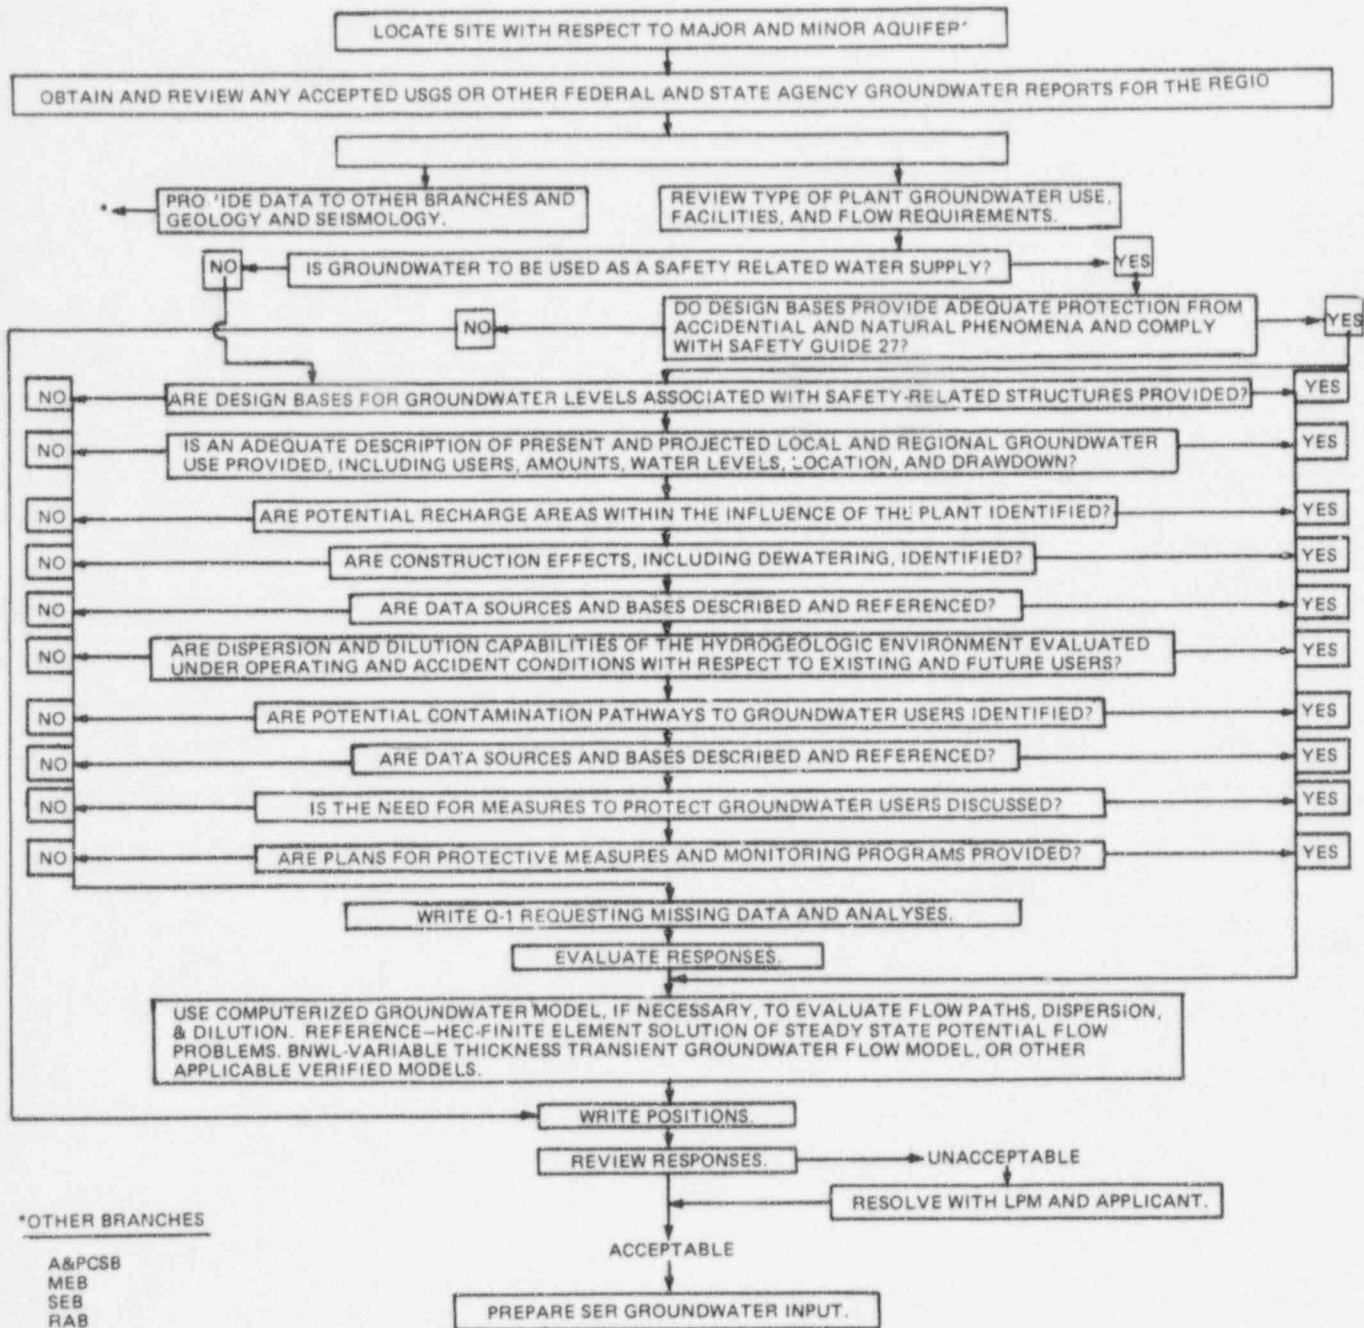 LOCATE SITE WITH RESPECT TO MAJOR AND MINOR AQUIFER*
OBTAIN AND REVIEW ANY ACCEPTED USGS OR OTHER FEDERAL AND STATE AGENCY GROUNDWATER REPORTS FOR THE REGIO
* PRO 'IDE DATA TO OTHER BRANCHES AND
GEOLOGY AND SEISMOLOGY.
REVIEW TYPE OF PLANT GROUNDWATER USE,
FACILITIES, AND FLOW REQUIREMENTS.
NO IS GROUNDWATER TO BE USED AS A SAFETY RELATED WATER SUPPLY? YES
NO
DO DESIGN BASES PROVIDE ADEQUATE PROTECTION FROM
ACCIDENTIAL AND NATURAL PHENOMENA AND COMPLY
WITH SAFETY GUIDE 27?
YES
NO ARE DESIGN BASES FOR GROUNDWATER LEVELS ASSOCIATED WITH SAFETY-RELATED STRUCTURES PROVIDED? YES
NO IS AN ADEQUATE DESCRIPTION OF PRESENT AND PROJECTED LOCAL AND REGIONAL GROUNDWATER
USE PROVIDED, INCLUDING USERS, AMOUNTS, WATER LEVELS, LOCATION, AND DRAWDOWN? YES
NO ARE POTENTIAL RECHARGE AREAS WITHIN THE INFLUENCE OF THE PLANT IDENTIFIED? YES
NO ARE CONSTRUCTION EFFECTS, INCLUDING DEWATERING, IDENTIFIED? YES
NO ARE DATA SOURCES AND BASES DESCRIBED AND REFERENCED? YES
NO ARE DISPERSION AND DILUTION CAPABILITIES OF THE HYDROGEOLOGIC ENVIRONMENT EVALUATED
UNDER OPERATING AND ACCIDENT CONDITIONS WITH RESPECT TO EXISTING AND FUTURE USERS? YES
NO ARE POTENTIAL CONTAMINATION PATHWAYS TO GROUNDWATER USERS IDENTIFIED? YES
NO ARE DATA SOURCES AND BASES DESCRIBED AND REFERENCED? YES
NO IS THE NEED FOR MEASURES TO PROTECT GROUNDWATER USERS DISCUSSED? YES
NO ARE PLANS FOR PROTECTIVE MEASURES AND MONITORING PROGRAMS PROVIDED? YES
WRITE Q-1 REQUESTING MISSING DATA AND ANALYSES.
EVALUATE RESPONSES.
USE COMPUTERIZED GROUNDWATER MODEL, IF NECESSARY, TO EVALUATE FLOW PATHS, DISPERSION,
& DILUTION. REFERENCE-HEC-FINITE ELEMENT SOLUTION OF STEADY STATE POTENTIAL FLOW
PROBLEMS. BNWL-VARIABLE THICKNESS TRANSIENT GROUNDWATER FLOW MODEL, OR OTHER
APPLICABLE VERIFIED MODELS.
WRITE POSITIONS.
REVIEW RESPONSES. UNACCEPTABLE
RESOLVE WITH LPM AND APPLICANT.
ACCEPTABLE
PREPARE SER GROUNDWATER INPUT.
*OTHER BRANCHES
A&PCSB
MEB
SEB
RAB